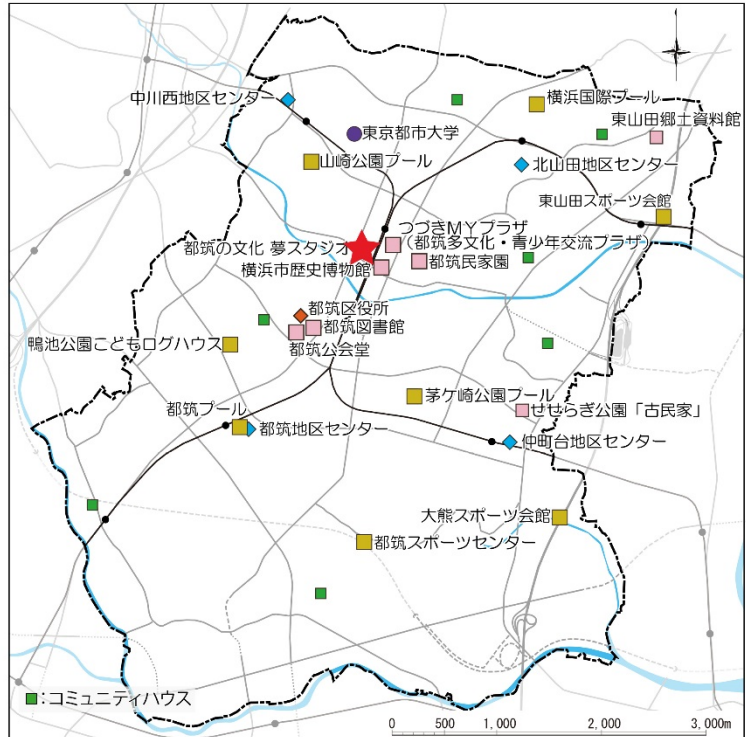 中川西地区センター
横浜国際プール
東山田郷土資料館
東京都市大学
山崎公園プール
北山田地区センター
東山田スポーツ会館
つづきMYプラザ
(都筑多文化・青少年交流プラザ)
都筑の文化 夢スタジオ
横浜市歴史博物館
都筑民家園
都筑区役所
都筑図書館
都筑公会堂
鴨池公園こどもログハウス
茅ケ崎公園プール
せせらぎ公園「古民家」
都筑プール
都筑地区センター
仲町台地区センター
大熊スポーツ会館
都筑スポーツセンター
:コミュニティハウス
0 500 1,000 2,000 3,000m